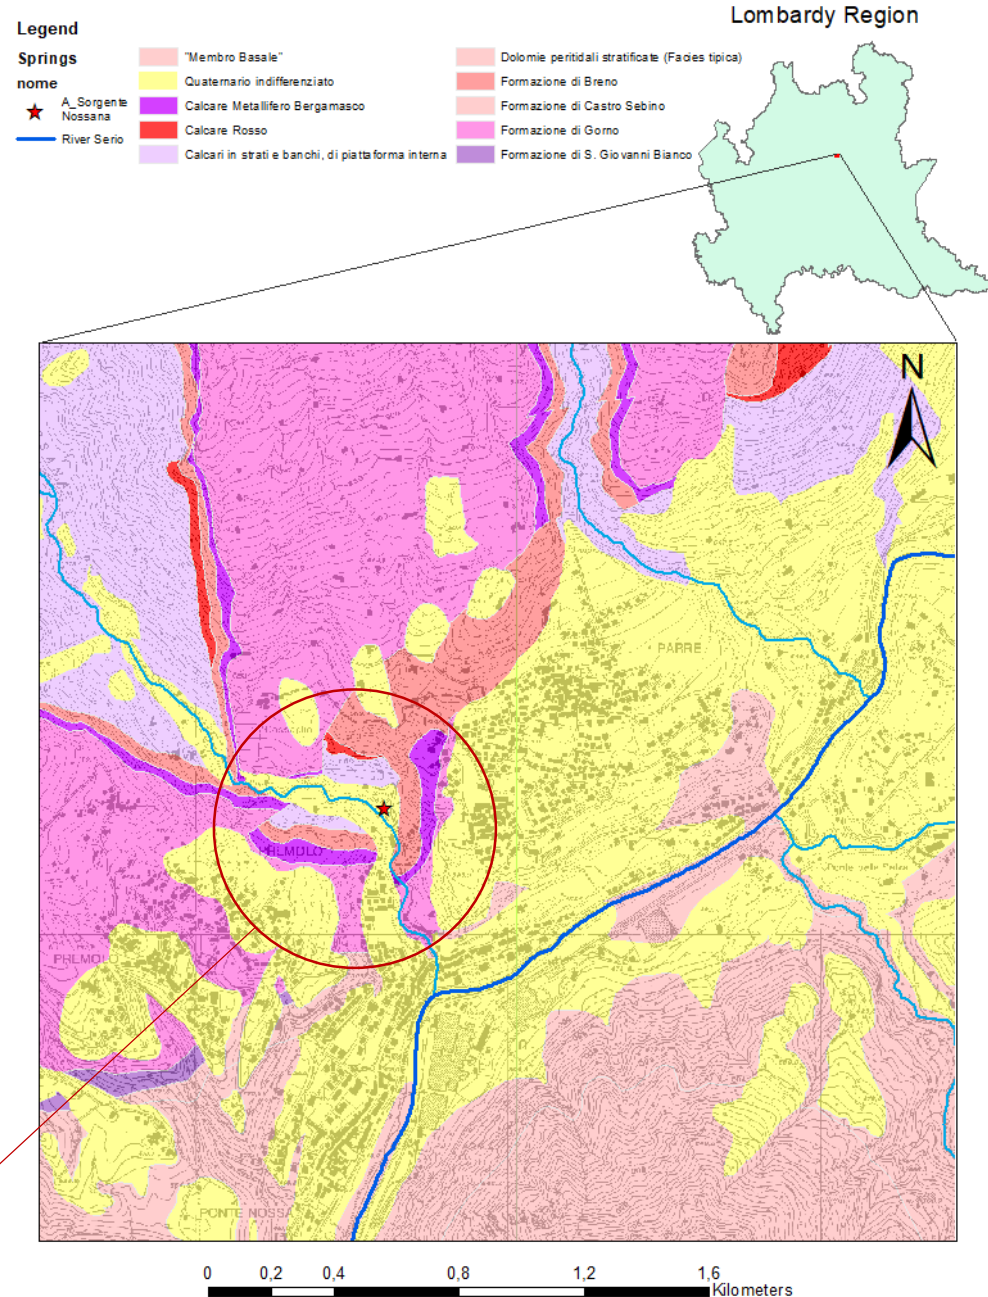 Lombardy Region
Legend
Springs
nome
A_Sorgente
Nossana
River Serio
"Membro Basale"
Quaternario indifferenziato
Calcare Metallifero Bergamasco
Calcare Rosso
Calcari in strati e banchi, di piattaforma interna
Dolomie peritidali stratificate (Facies tipica)
Formazione di Breno
Formazione di Castro Sebino
Formazione di Gorno
Formazione di S. Giovanni Bianco
N
PARRE
PREMOLO
PREMOLO
PONTE NOSSA
0 0,2 0,4 0,8 1,2 1,6
Kilometers